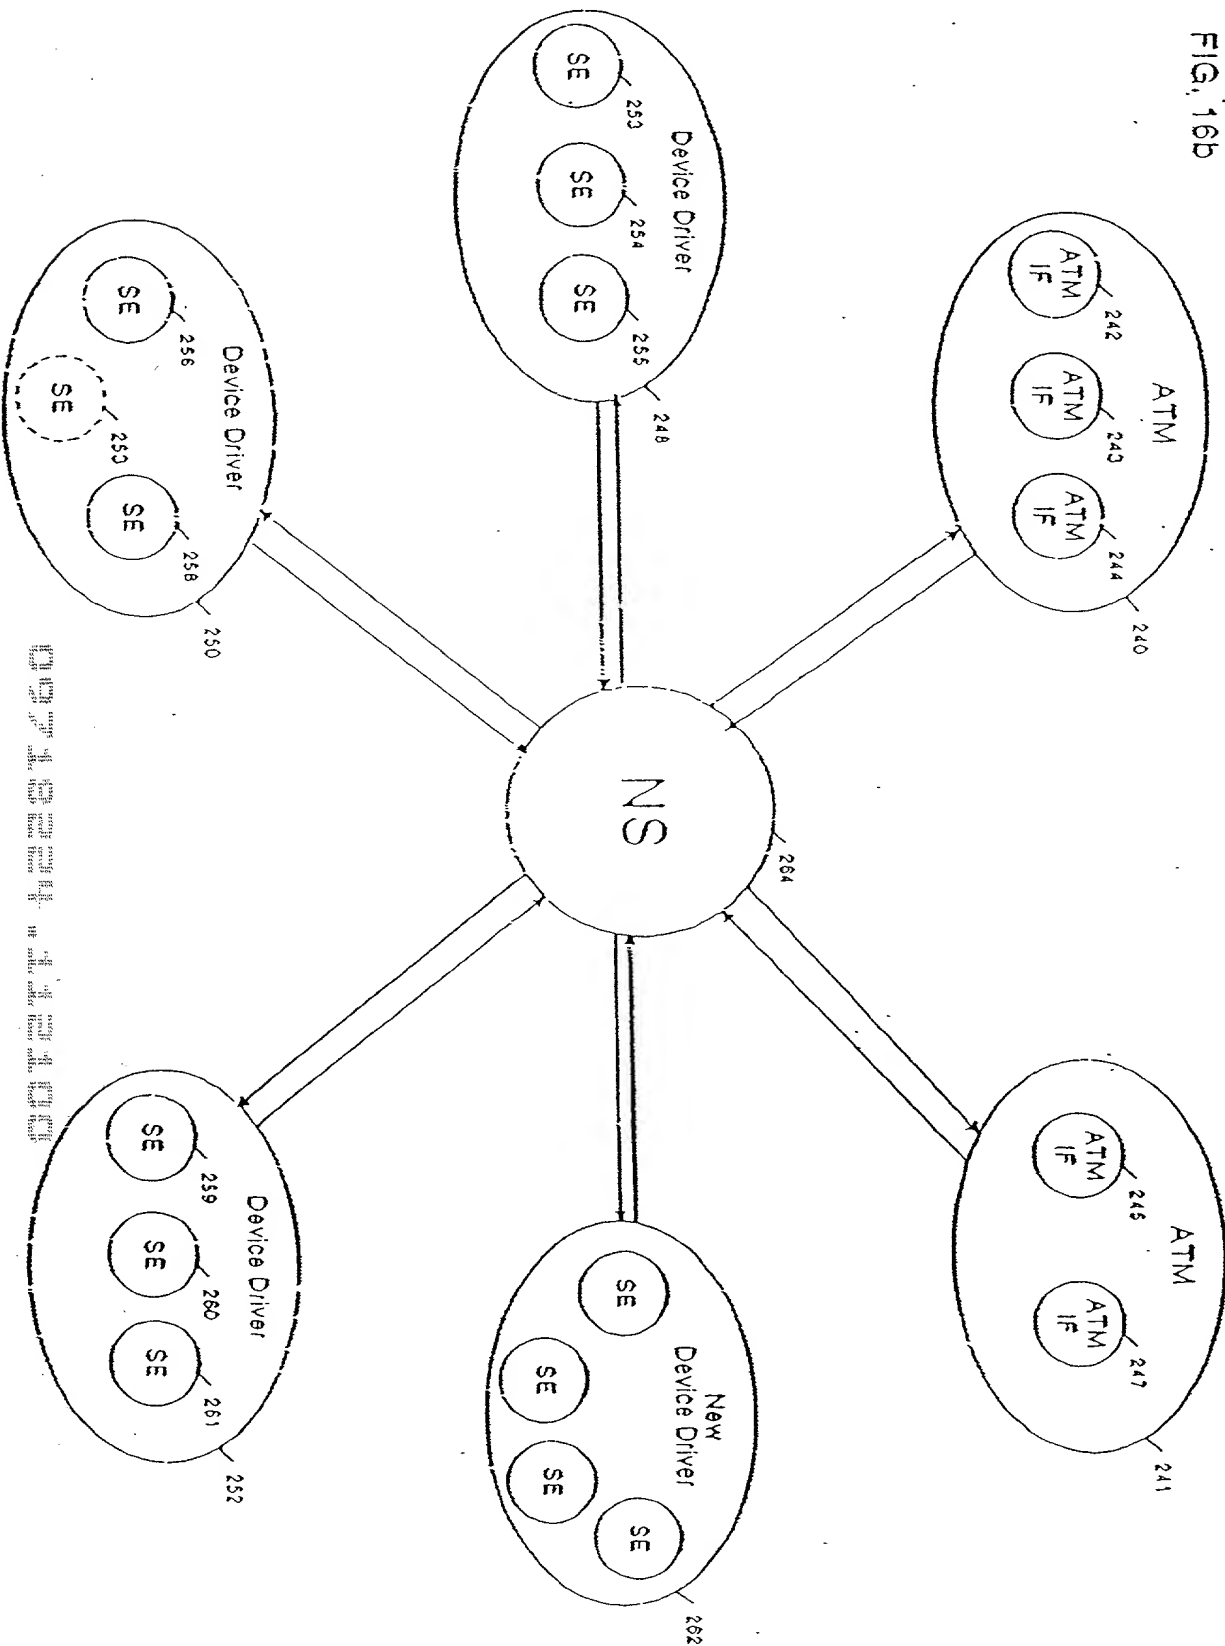 FIG. 16b
ATM
240
ATM
IF
242
ATM
IF
243
ATM
IF
244
ATM
241
ATM
IF
245
ATM
IF
247
Device Driver
248
SE
253
SE
254
SE
255
NS
264
New
Device Driver
262
SE
SE
SE
SE
Device Driver
250
SE
256
SE
253
SE
258
Device Driver
252
SE
259
SE
260
SE
261